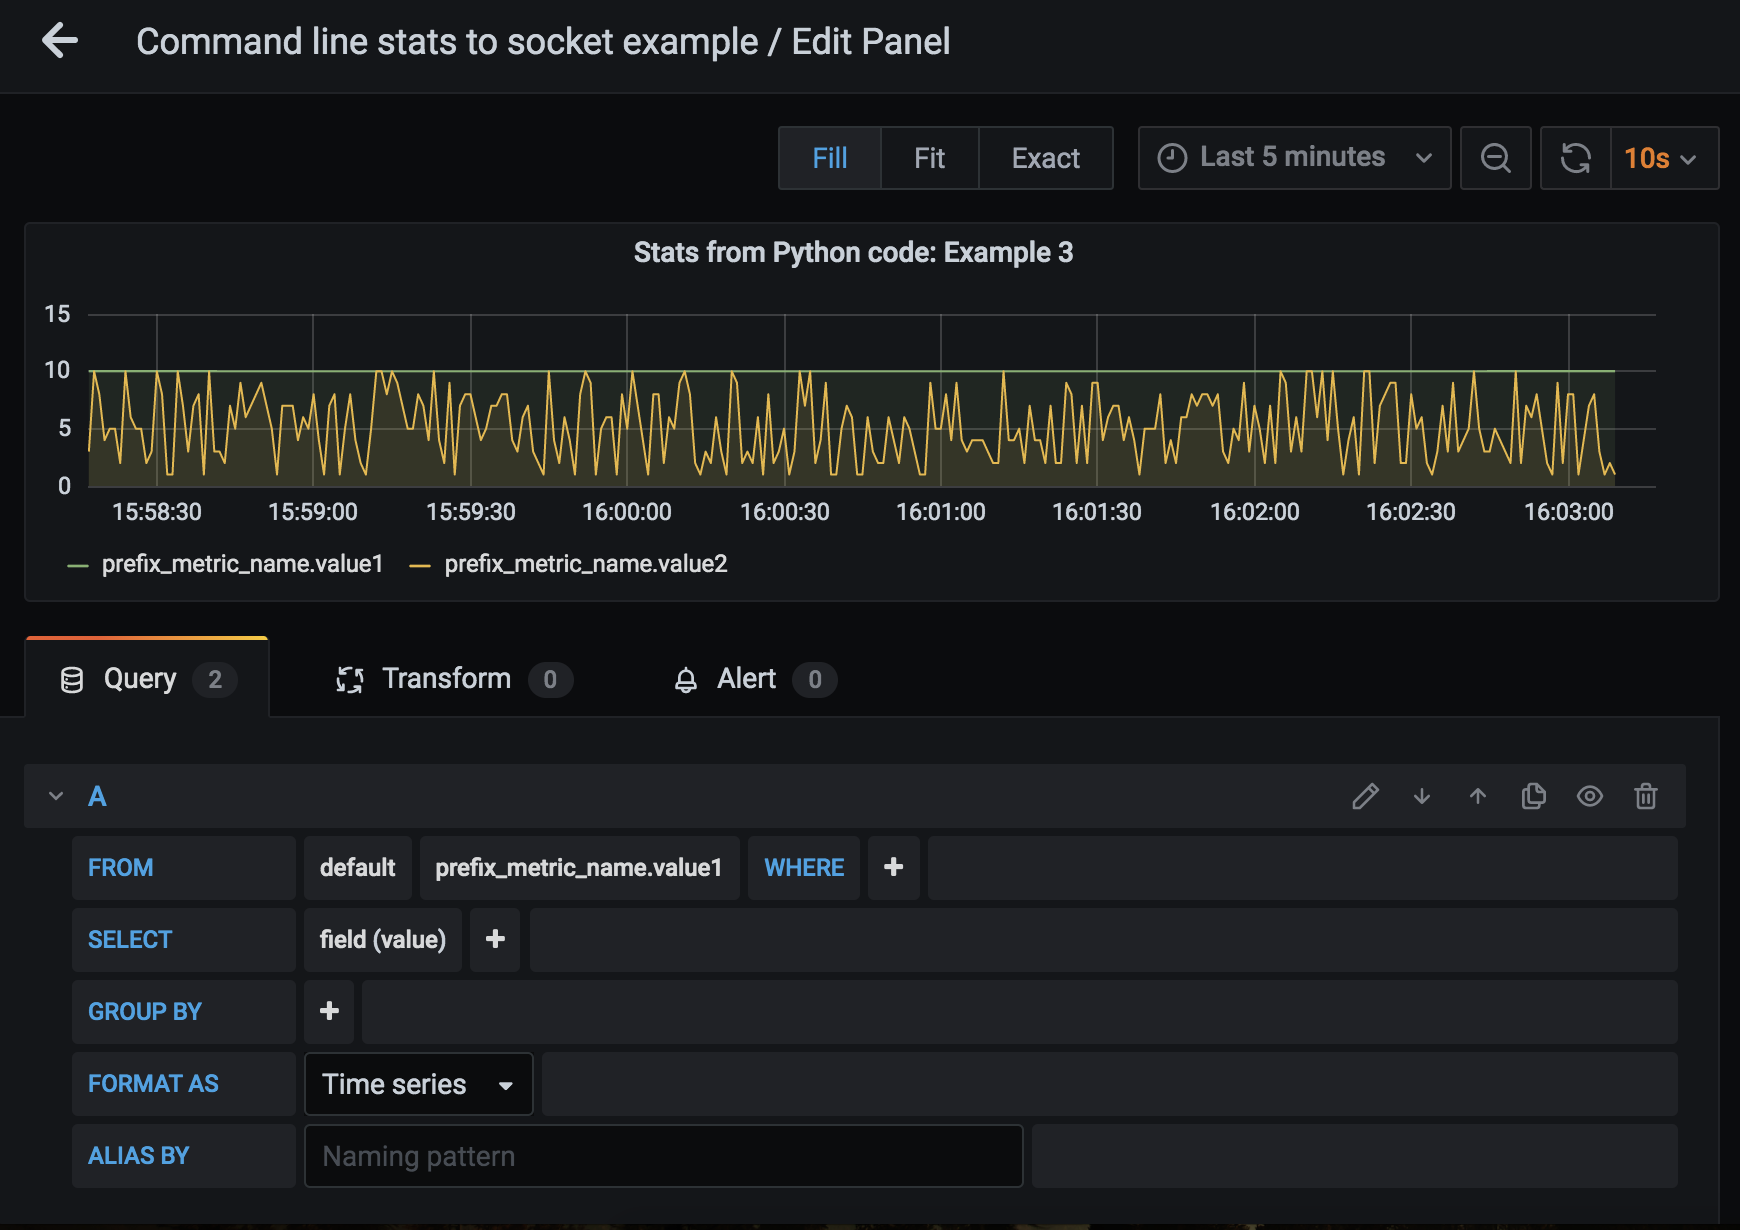 Command line stats to socket example / Edit Panel
Fill Fit Exact Last 5 minutes 10s
Stats from Python code: Example 3
15
10
5
0
15:58:30 15:59:00 15:59:30 16:00:00 16:00:30 16:01:00 16:01:30 16:02:00 16:02:30 16:03:00
prefix_metric_name.value1 prefix_metric_name.value2
Query 2 Transform 0 Alert 0
A
FROM default prefix_metric_name.value1 WHERE +
SELECT field (value) +
GROUP BY +
FORMAT AS Time series
ALIAS BY Naming pattern